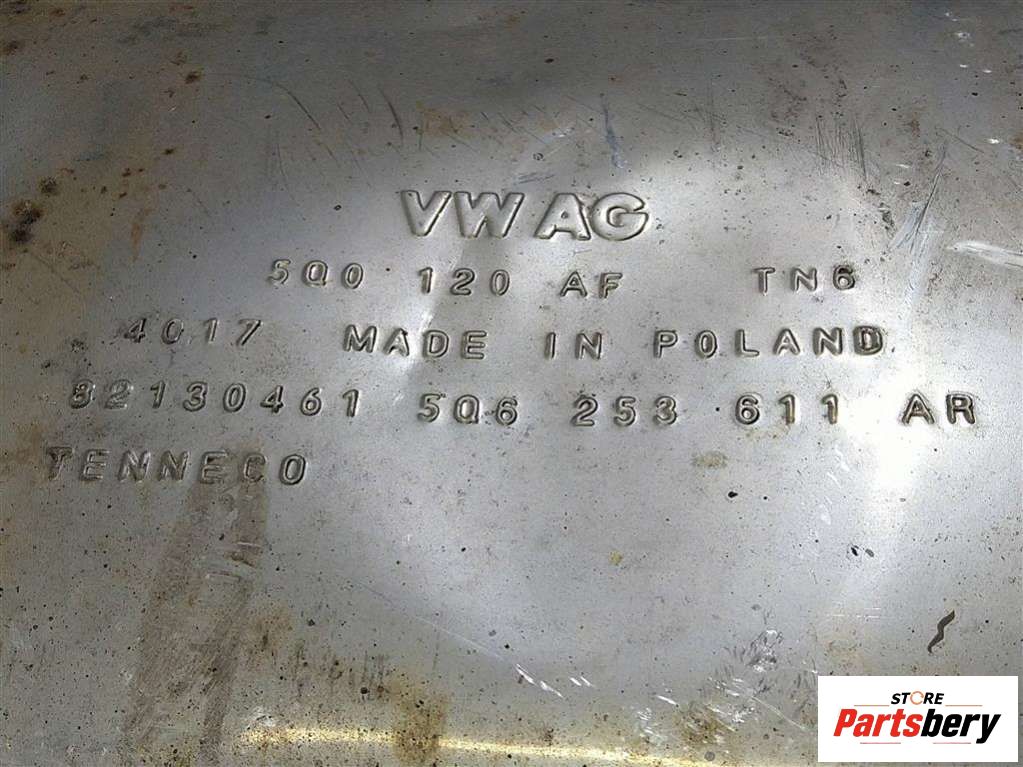 VW AG
5Q0 120 AF TN6
4017 MADE IN POLAND
82130461 5Q6 253 611 AR
TENNECO
STORE
Partsbery